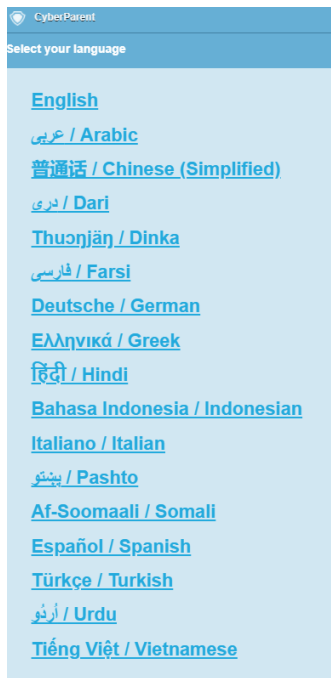 CyberParent
Select your language
English
عربي / Arabic
普通话 / Chinese (Simplified)
دری / Dari
Thuɔŋjäŋ / Dinka
فارسی / Farsi
Deutsche / German
Ελληνικά / Greek
हिंदी / Hindi
Bahasa Indonesia / Indonesian
Italiano / Italian
پښتو / Pashto
Af-Soomaali / Somali
Español / Spanish
Türkçe / Turkish
اُردُو / Urdu
Tiếng Việt / Vietnamese